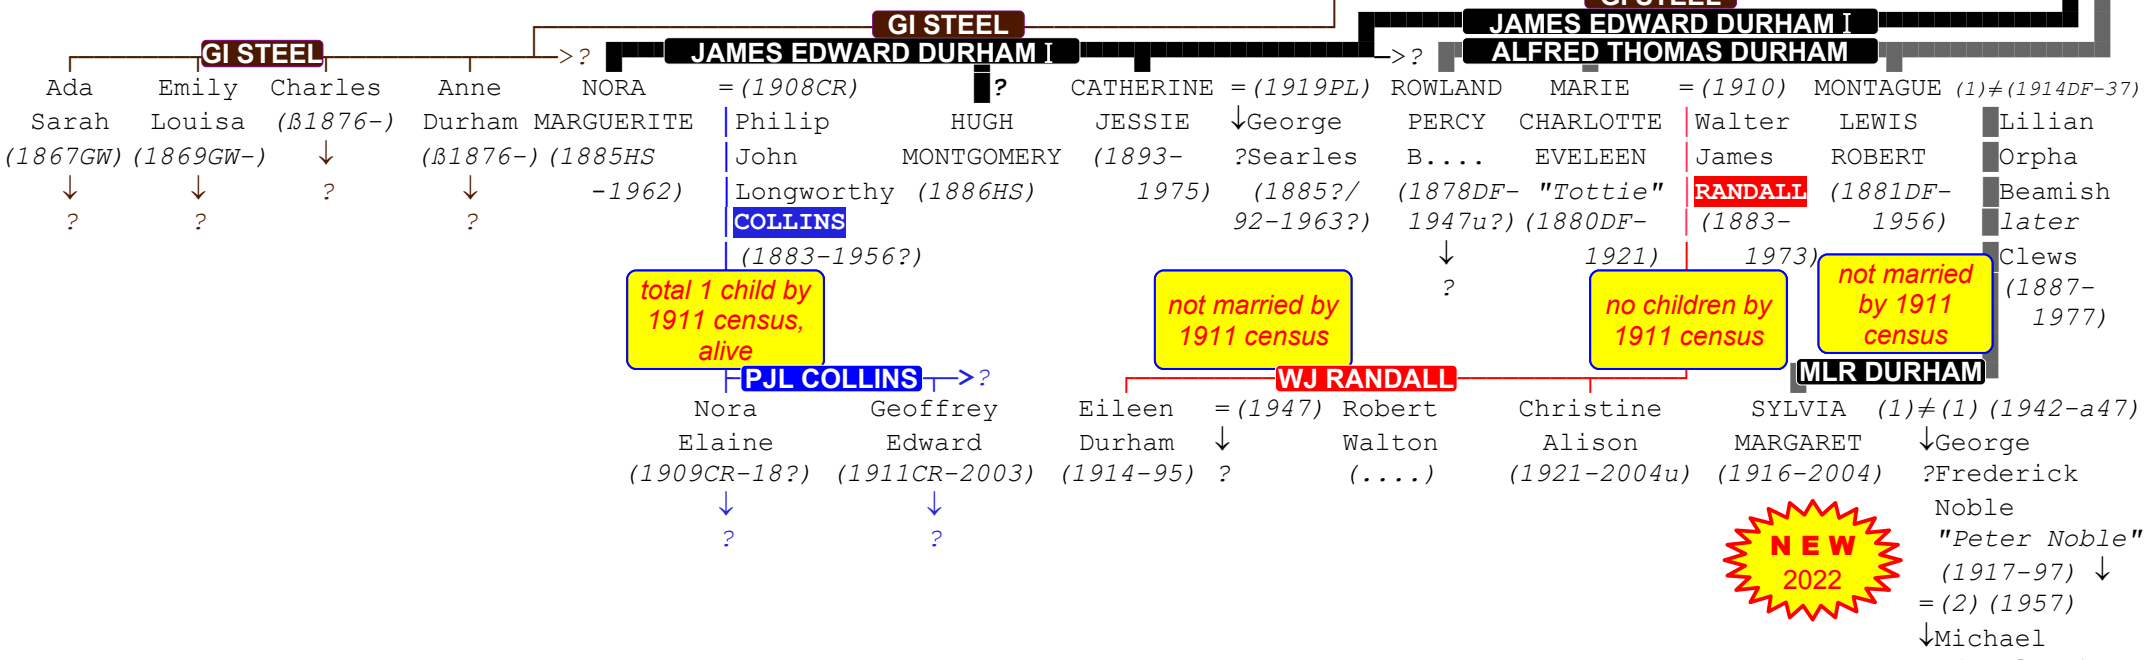 GI STEEL
JAMES EDWARD DURHAM I
GI STEEL >? JAMES EDWARD DURHAM I >? ALFRED THOMAS DURHAM
Ada Emily Charles Anne NORA =(1908CR) ? CATHERINE =(1919PL) ROWLAND MARIE =(1910) MONTAGUE (1)≠(1914DF-37)
Sarah Louisa (ß1876-) Durham MARGUERITE Philip HUGH JESSIE ↓George PERCY CHARLOTTE Walter LEWIS Lilian
(1867GW) (1869GW-) ↓ (ß1876-) (1885HS John MONTGOMERY (1893- ?Searles B.... EVELEEN James ROBERT Orpha
↓ ↓ ? ↓ -1962) Longworthy (1886HS) 1975) (1885?/ (1878DF- "Tottie" RANDALL (1881DF- Beamish
? ? ? COLLINS 92-1963?) 1947u?) (1880DF- (1883- 1956) later
(1883-1956?) ↓ 1921) 1973) Clews
? (1887-
1977)
total 1 child by
1911 census,
alive
not married by
1911 census
no children by
1911 census
not married
by 1911
census
PJL COLLINS >? WJ RANDALL MLR DURHAM
Nora Geoffrey Eileen =(1947) Robert Christine SYLVIA (1)≠(1)(1942-a47)
Elaine Edward Durham ↓ Walton Alison MARGARET ↓George
(1909CR-18?) (1911CR-2003) (1914-95) ? (....) (1921-2004u) (1916-2004) ?Frederick
↓ ↓ Noble
? ? "Peter Noble"
(1917-97) ↓
=(2)(1957)
↓Michael
NEW
2022